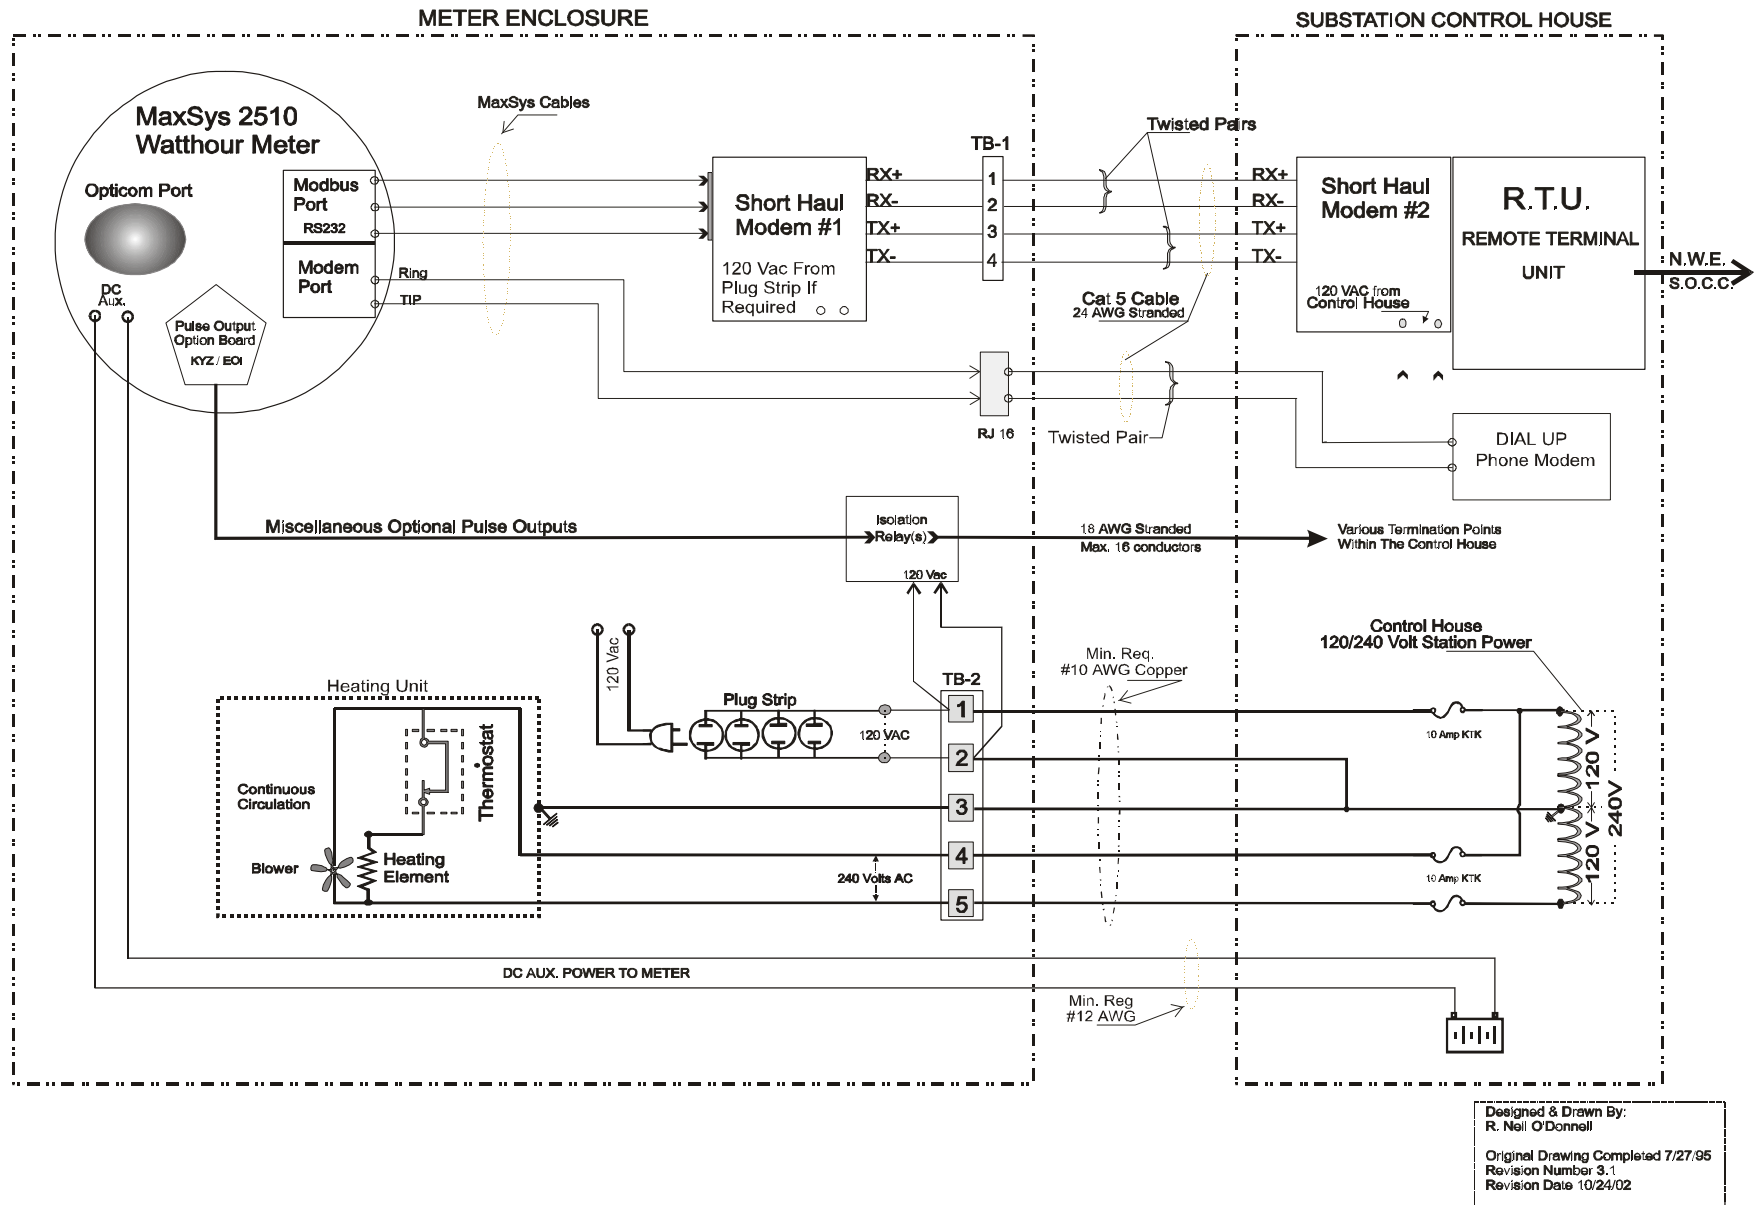 METER ENCLOSURE
SUBSTATION CONTROL HOUSE
MaxSys 2510
Watthour Meter
Opticom Port
Modbus
Port
RS232
Modem
Port
DC
Aux.
Pulse Output
Option Board
KYZ / EOI
MaxSys Cables
Ring
TIP
Short Haul
Modem #1
120 Vac From
Plug Strip If
Required
RX+
RX-
TX+
TX-
TB-1
1
2
3
4
Twisted Pairs
Cat 5 Cable
24 AWG Stranded
RX+
RX-
TX+
TX-
Short Haul
Modem #2
120 VAC from
Control House
R.T.U.
REMOTE TERMINAL
UNIT
N.W.E.
S.O.C.C.
RJ 16
Twisted Pair
DIAL UP
Phone Modem
Miscellaneous Optional Pulse Outputs
Isolation
Relay(s)
120 Vac
18 AWG Stranded
Max. 16 conductors
Various Termination Points
Within The Control House
120 Vac
Plug Strip
120 VAC
TB-2
1
2
3
4
5
Min. Req.
#10 AWG Copper
Control House
120/240 Volt Station Power
10 Amp KTK
10 Amp KTK
120 V
120 V
240V
Heating Unit
Thermostat
Continuous
Circulation
Blower
Heating
Element
240 Volts AC
DC AUX. POWER TO METER
Min. Reg
#12 AWG
Designed & Drawn By:
R. Neil O'Donnell
Original Drawing Completed 7/27/95
Revision Number 3.1
Revision Date 10/24/02